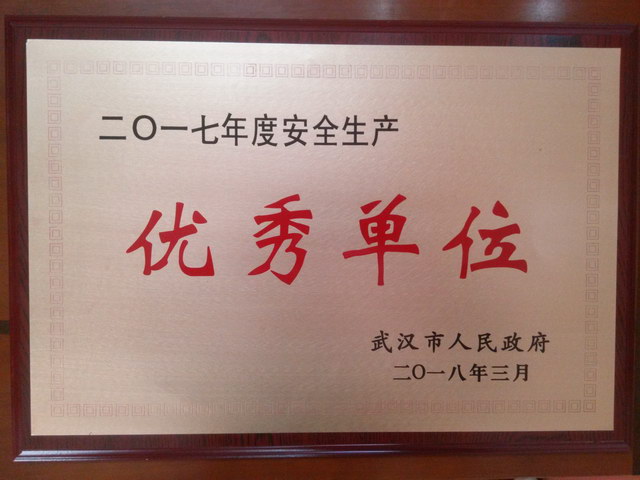 二〇一七年度安全生产
优秀单位
武汉市人民政府
二〇一八年三月